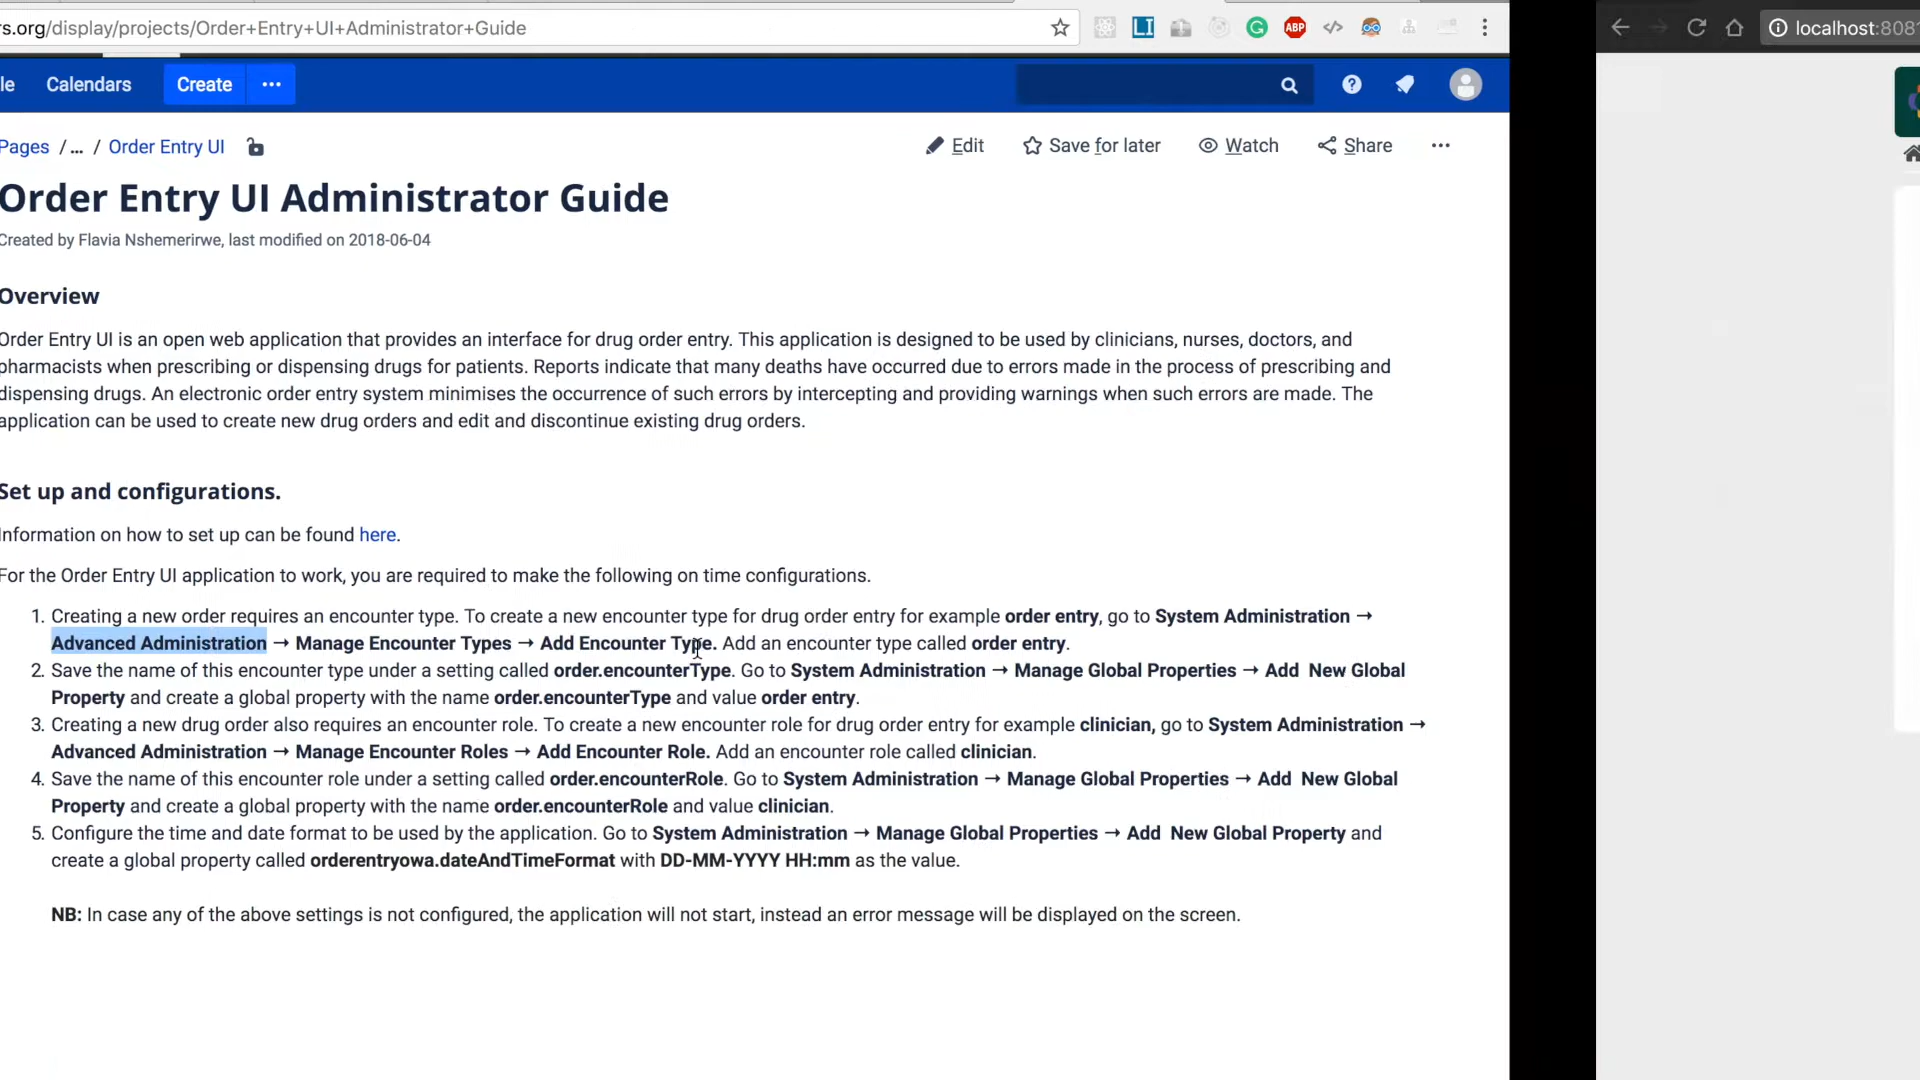 rs.org/display/projects/Order+Entry+UI+Administrator+Guide
localhost:808
le Calendars Create
Pages / ... / Order Entry UI
Edit Save for later Watch Share
Order Entry UI Administrator Guide
Created by Flavia Nshemerirwe, last modified on 2018-06-04
Overview
Order Entry UI is an open web application that provides an interface for drug order entry. This application is designed to be used by clinicians, nurses, doctors, and
pharmacists when prescribing or dispensing drugs for patients. Reports indicate that many deaths have occurred due to errors made in the process of prescribing and
dispensing drugs. An electronic order entry system minimises the occurrence of such errors by intercepting and providing warnings when such errors are made. The
application can be used to create new drug orders and edit and discontinue existing drug orders.
Set up and configurations.
Information on how to set up can be found here.
For the Order Entry UI application to work, you are required to make the following on time configurations.
1. Creating a new order requires an encounter type. To create a new encounter type for drug order entry for example order entry, go to System Administration →
Advanced Administration → Manage Encounter Types → Add Encounter Type. Add an encounter type called order entry.
2. Save the name of this encounter type under a setting called order.encounterType. Go to System Administration → Manage Global Properties → Add New Global
Property and create a global property with the name order.encounterType and value order entry.
3. Creating a new drug order also requires an encounter role. To create a new encounter role for drug order entry for example clinician, go to System Administration →
Advanced Administration → Manage Encounter Roles → Add Encounter Role. Add an encounter role called clinician.
4. Save the name of this encounter role under a setting called order.encounterRole. Go to System Administration → Manage Global Properties → Add New Global
Property and create a global property with the name order.encounterRole and value clinician.
5. Configure the time and date format to be used by the application. Go to System Administration → Manage Global Properties → Add New Global Property and
create a global property called orderentryowa.dateAndTimeFormat with DD-MM-YYYY HH:mm as the value.
NB: In case any of the above settings is not configured, the application will not start, instead an error message will be displayed on the screen.